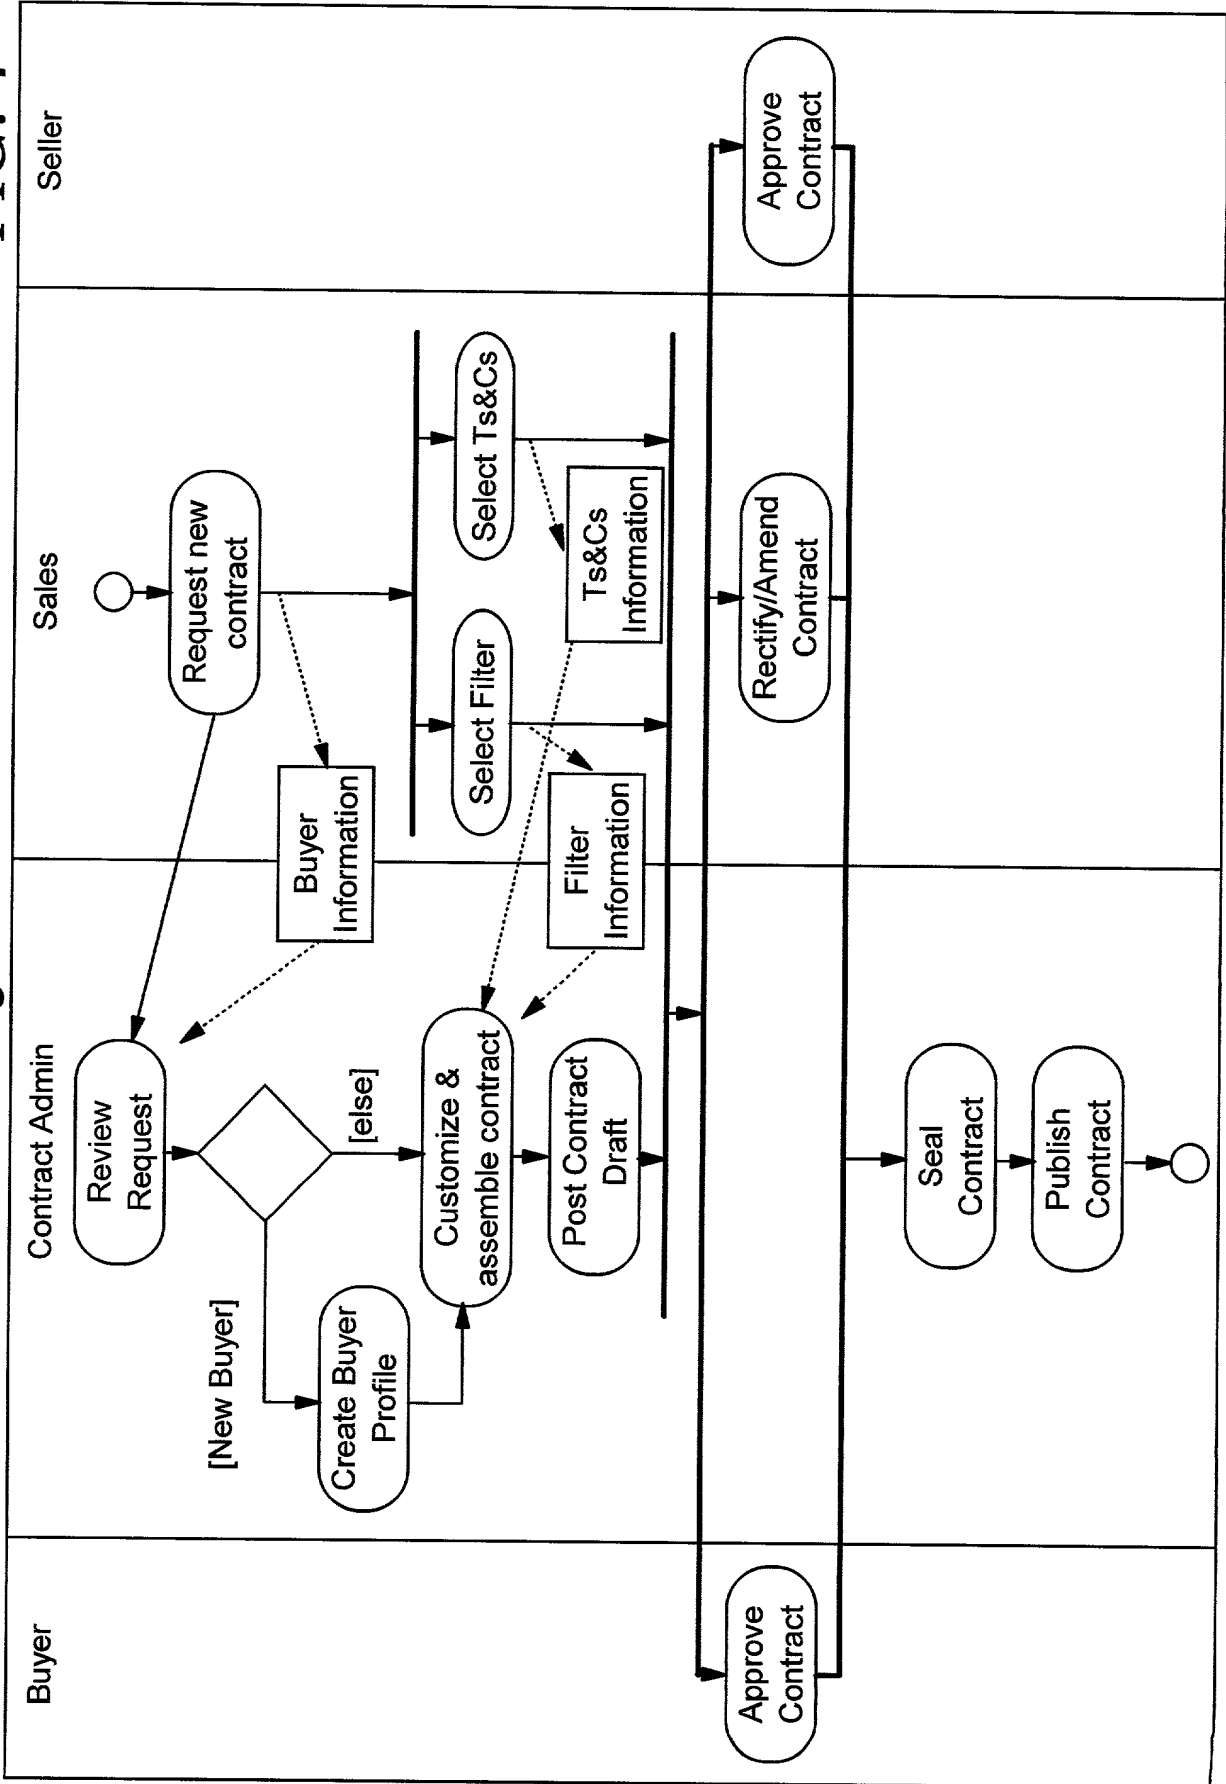 Buyer
Contract Admin
Sales
Seller
Review
Request
Request new
contract
[New Buyer]
[else]
Buyer
Information
Create Buyer
Profile
Customize &
assemble contract
Select Filter
Select Ts&Cs
Post Contract
Draft
Filter
Information
Ts&Cs
Information
Approve
Contract
Rectify/Amend
Contract
Approve
Contract
Seal
Contract
Publish
Contract